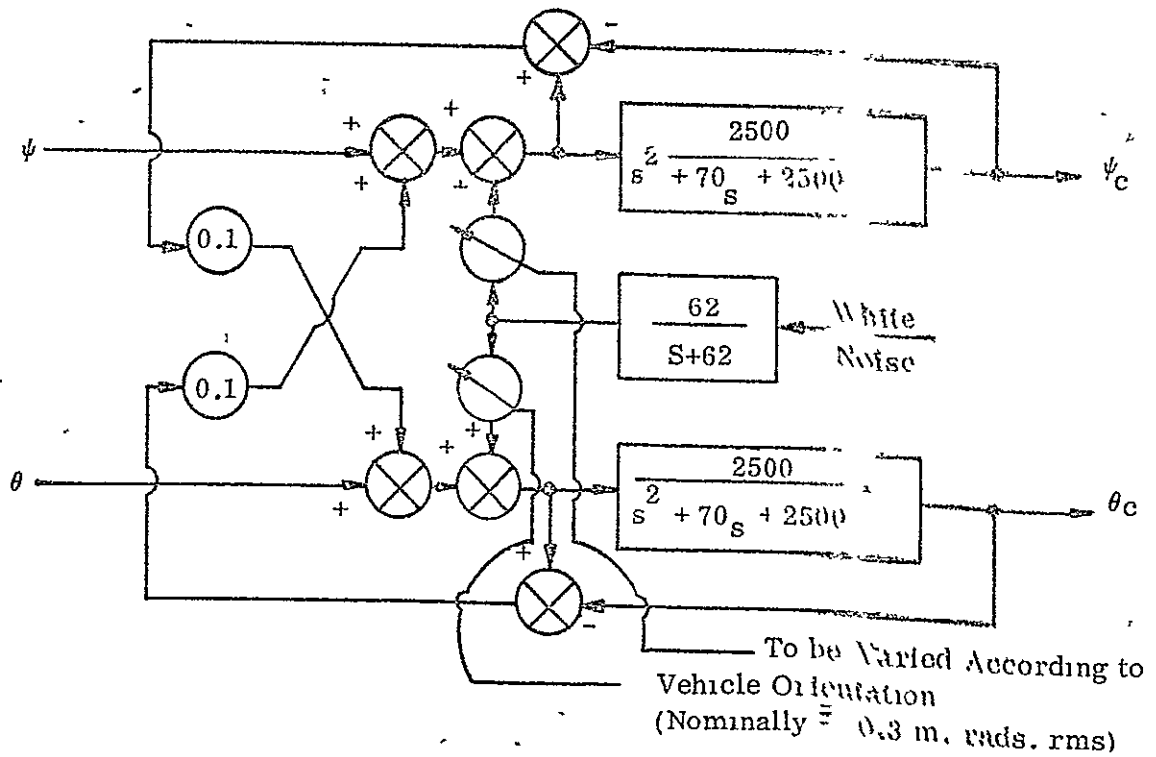 -
+
ψ
+
+
+
+
2500
s² + 70s + 2500
ψc
0.1
62
S+62
White
Noise
0.1
+
+
+
θ
+
+
2500
s² + 70s + 2500
θc
-
To be Varied According to
Vehicle Orientation
(Nominally = 0.3 m. rads. rms)